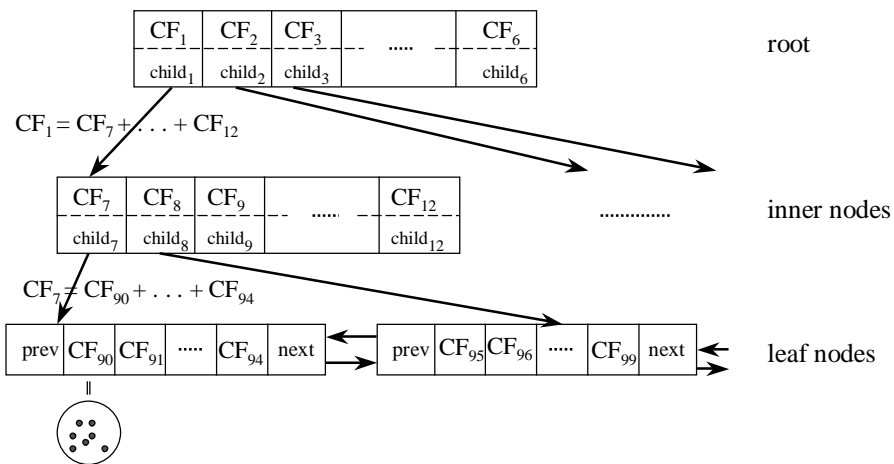 CF₁ CF₂ CF₃ ..... CF₆ root
child₁ child₂ child₃ child₆
CF₁ = CF₇ + . . . + CF₁₂
CF₇ CF₈ CF₉ ...... CF₁₂ .............. inner nodes
child₇ child₈ child₉ child₁₂
CF₇ = CF₉₀ + . . . + CF₉₄
prev CF₉₀ CF₉₁ ..... CF₉₄ next prev CF₉₅ CF₉₆ ..... CF₉₉ next leaf nodes
=